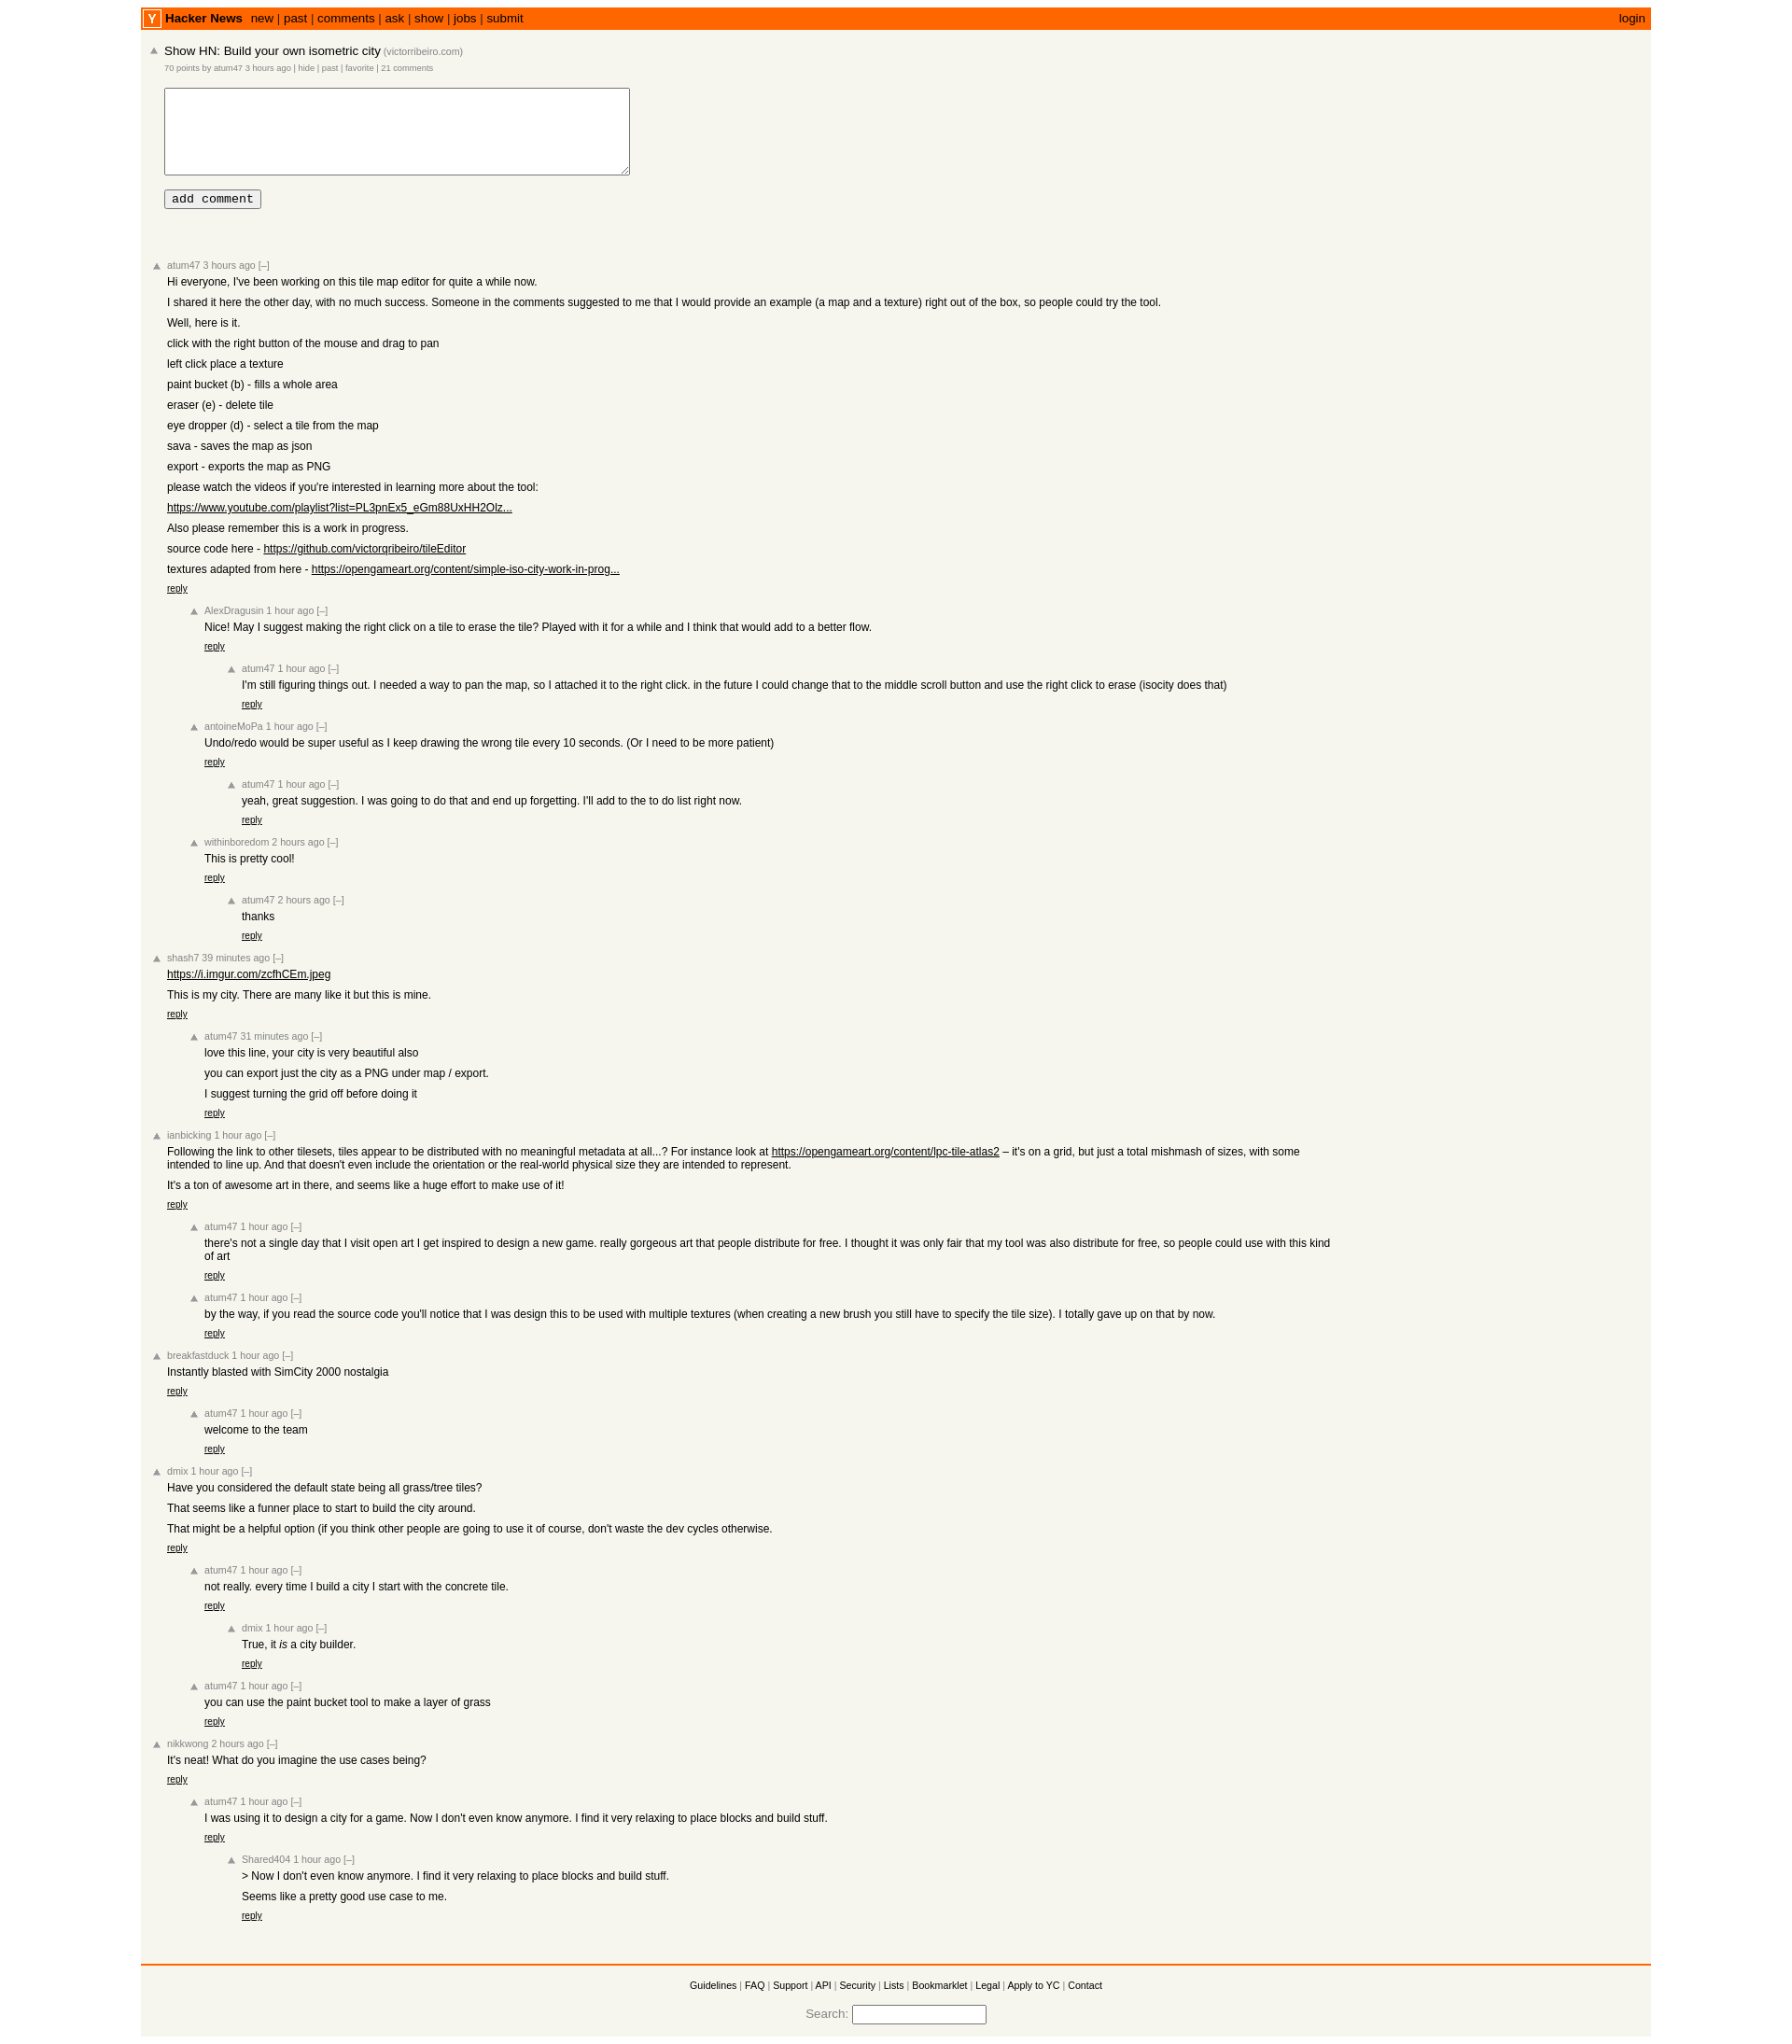 Y Hacker News new | past | comments | ask | show | jobs | submit login
Show HN: Build your own isometric city (victorribeiro.com)
70 points by atum47 3 hours ago | hide | past | favorite | 21 comments
add comment
atum47 3 hours ago [–]
Hi everyone, I've been working on this tile map editor for quite a while now.
I shared it here the other day, with no much success. Someone in the comments suggested to me that I would provide an example (a map and a texture) right out of the box, so people could try the tool.
Well, here is it.
click with the right button of the mouse and drag to pan
left click place a texture
paint bucket (b) - fills a whole area
eraser (e) - delete tile
eye dropper (d) - select a tile from the map
sava - saves the map as json
export - exports the map as PNG
please watch the videos if you're interested in learning more about the tool:
https://www.youtube.com/playlist?list=PL3pnEx5_eGm88UxHH2Olz...
Also please remember this is a work in progress.
source code here - https://github.com/victorqribeiro/tileEditor
textures adapted from here - https://opengameart.org/content/simple-iso-city-work-in-prog...
reply
AlexDragusin 1 hour ago [–]
Nice! May I suggest making the right click on a tile to erase the tile? Played with it for a while and I think that would add to a better flow.
reply
atum47 1 hour ago [–]
I'm still figuring things out. I needed a way to pan the map, so I attached it to the right click. in the future I could change that to the middle scroll button and use the right click to erase (isocity does that)
reply
antoineMoPa 1 hour ago [–]
Undo/redo would be super useful as I keep drawing the wrong tile every 10 seconds. (Or I need to be more patient)
reply
atum47 1 hour ago [–]
yeah, great suggestion. I was going to do that and end up forgetting. I'll add to the to do list right now.
reply
withinboredom 2 hours ago [–]
This is pretty cool!
reply
atum47 2 hours ago [–]
thanks
reply
shash7 39 minutes ago [–]
https://i.imgur.com/zcfhCEm.jpeg
This is my city. There are many like it but this is mine.
reply
atum47 31 minutes ago [–]
love this line, your city is very beautiful also
you can export just the city as a PNG under map / export.
I suggest turning the grid off before doing it
reply
ianbicking 1 hour ago [–]
Following the link to other tilesets, tiles appear to be distributed with no meaningful metadata at all...? For instance look at https://opengameart.org/content/lpc-tile-atlas2 – it's on a grid, but just a total mishmash of sizes, with some
intended to line up. And that doesn't even include the orientation or the real-world physical size they are intended to represent.
It's a ton of awesome art in there, and seems like a huge effort to make use of it!
reply
atum47 1 hour ago [–]
there's not a single day that I visit open art I get inspired to design a new game. really gorgeous art that people distribute for free. I thought it was only fair that my tool was also distribute for free, so people could use with this kind
of art
reply
atum47 1 hour ago [–]
by the way, if you read the source code you'll notice that I was design this to be used with multiple textures (when creating a new brush you still have to specify the tile size). I totally gave up on that by now.
reply
breakfastduck 1 hour ago [–]
Instantly blasted with SimCity 2000 nostalgia
reply
atum47 1 hour ago [–]
welcome to the team
reply
dmix 1 hour ago [–]
Have you considered the default state being all grass/tree tiles?
That seems like a funner place to start to build the city around.
That might be a helpful option (if you think other people are going to use it of course, don't waste the dev cycles otherwise.
reply
atum47 1 hour ago [–]
not really. every time I build a city I start with the concrete tile.
reply
dmix 1 hour ago [–]
True, it is a city builder.
reply
atum47 1 hour ago [–]
you can use the paint bucket tool to make a layer of grass
reply
nikkwong 2 hours ago [–]
It's neat! What do you imagine the use cases being?
reply
atum47 1 hour ago [–]
I was using it to design a city for a game. Now I don't even know anymore. I find it very relaxing to place blocks and build stuff.
reply
Shared404 1 hour ago [–]
> Now I don't even know anymore. I find it very relaxing to place blocks and build stuff.
Seems like a pretty good use case to me.
reply
Guidelines | FAQ | Support | API | Security | Lists | Bookmarklet | Legal | Apply to YC | Contact
Search: